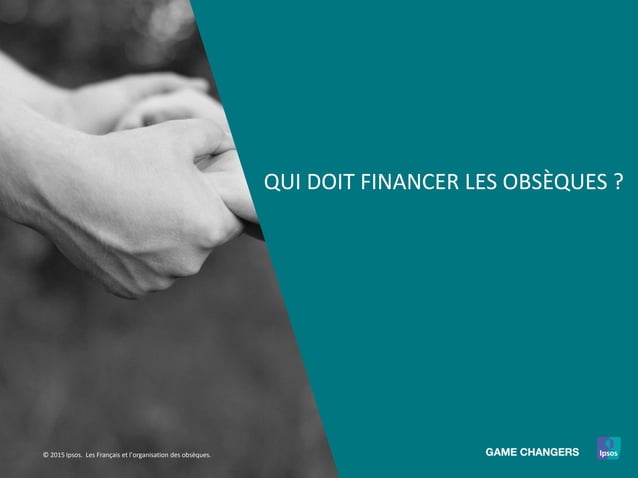 QUI DOIT FINANCER LES OBSÈQUES ?
© 2015 Ipsos. Les Français et l'organisation des obsèques.
GAME CHANGERS
Ipsos